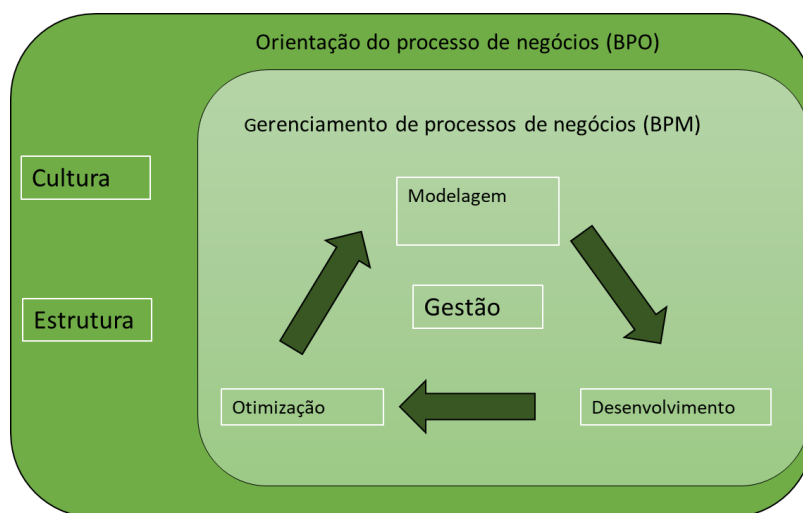 Orientação do processo de negócios (BPO)
Gerenciamento de processos de negócios (BPM)
Cultura
Modelagem
Estrutura
Gestão
Otimização
Desenvolvimento